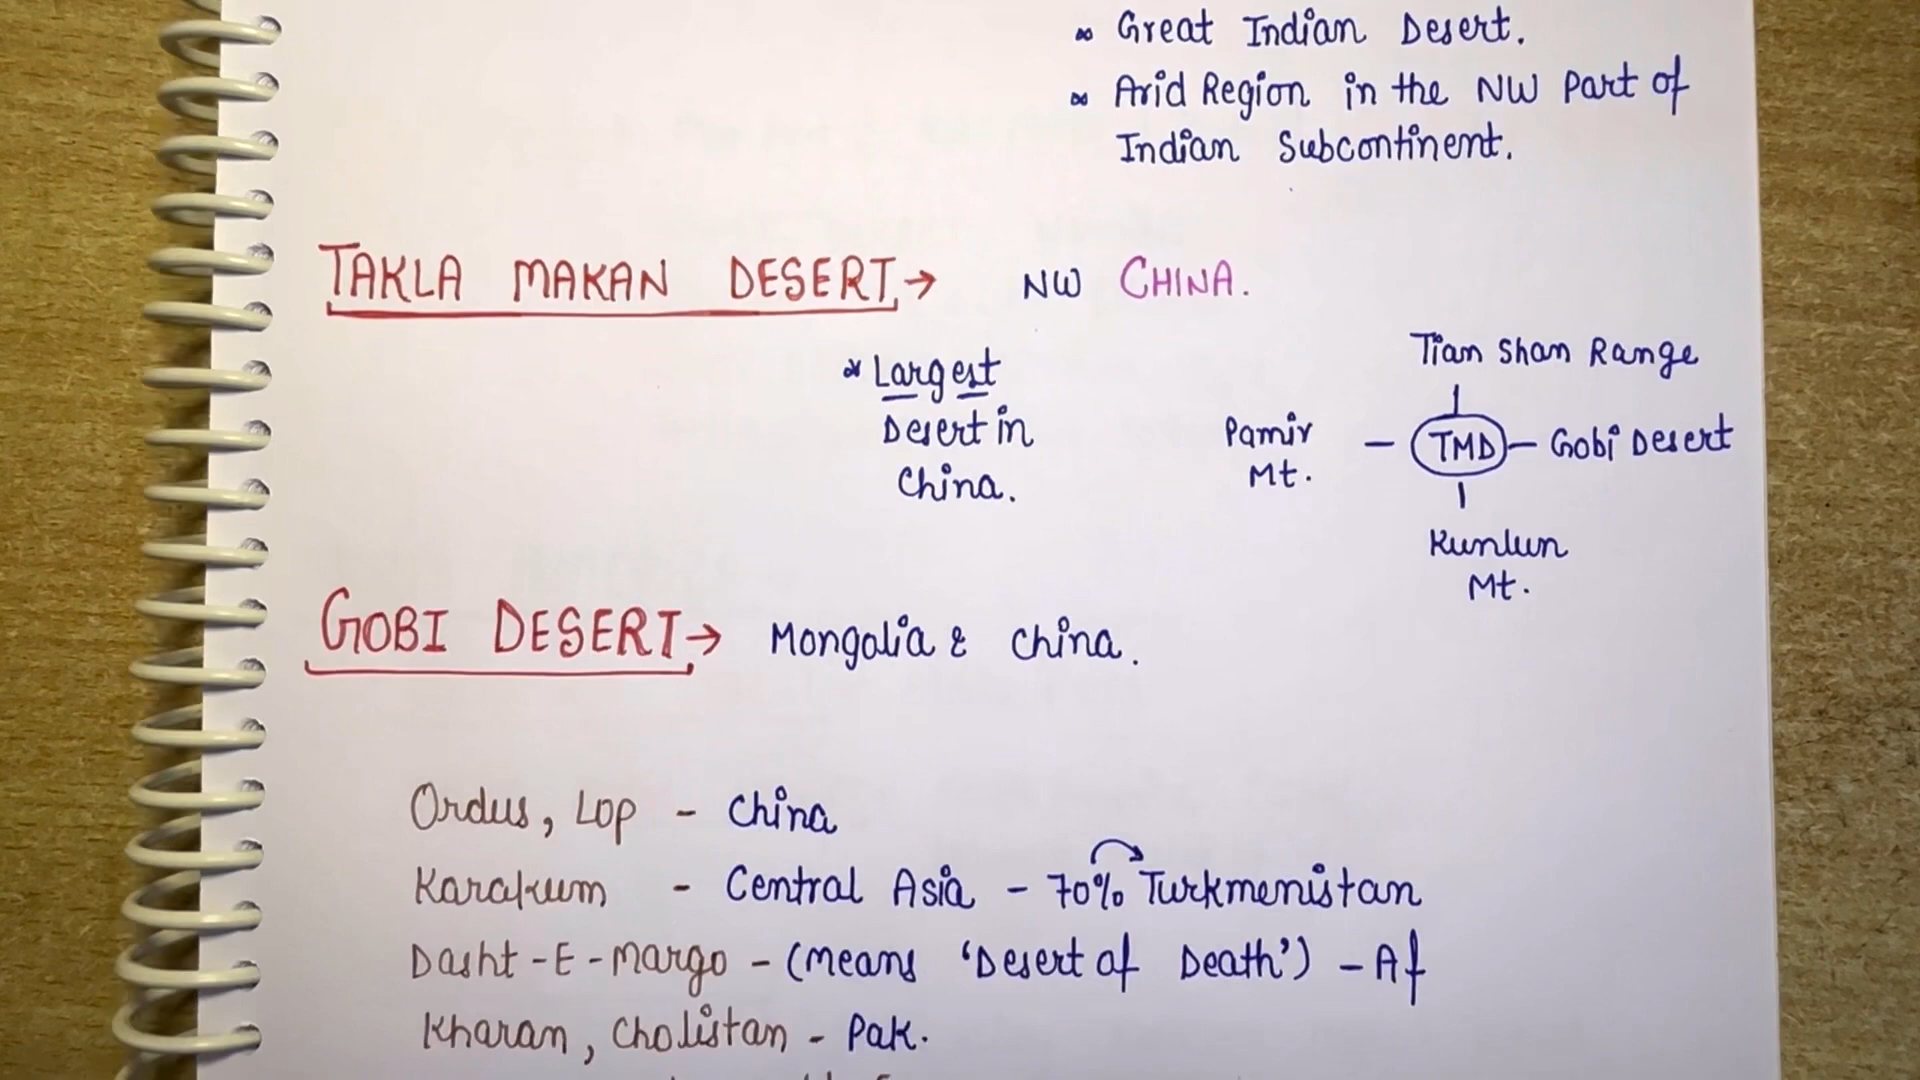 ∞ Great Indian Desert.
∞ Arid Region in the NW Part of
Indian Subcontinent.
TAKLA MAKAN DESERT → NW CHINA.
* Largest
Desert in
China.
Tian Shan Range
Pamir
Mt.
– TMD – Gobi Desert
Kunlun
Mt.
GOBI DESERT → Mongolia & China.
Ordus, Lop - China
Karakum - Central Asia - 70% Turkmenistan
Dasht-E-margo - (means 'Desert of Death') - Af
Kharan, Cholistan - Pak.